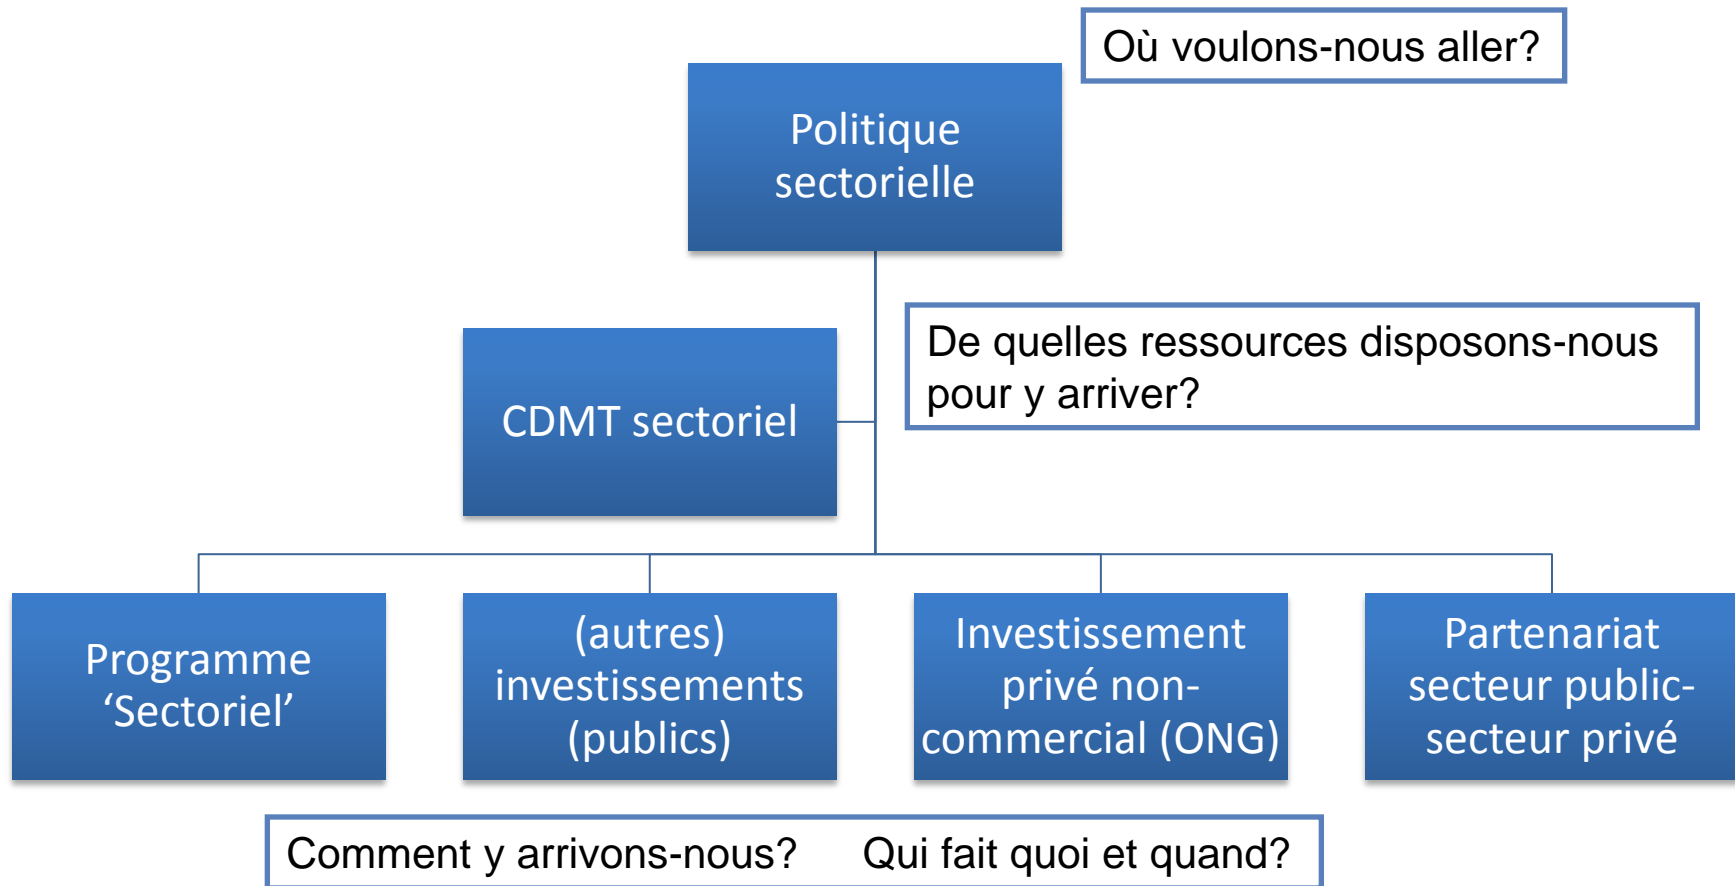 Où voulons-nous aller?
Politique
sectorielle
De quelles ressources disposons-nous
pour y arriver?
CDMT sectoriel
Programme
‘Sectoriel’
(autres)
investissements
(publics)
Investissement
privé non-
commercial (ONG)
Partenariat
secteur public-
secteur privé
Comment y arrivons-nous? Qui fait quoi et quand?